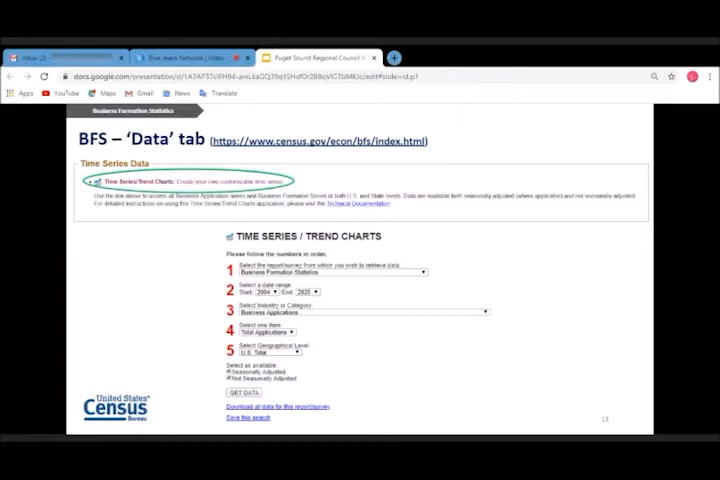 Inbox (2) -
Blue Jeans Network | Video
Puget Sound Regional Council W
docs.google.com/presentation/d/
Apps YouTube Maps Gmail News Translate
Business Formation Statistics
BFS – 'Data' tab (https://www.census.gov/econ/bfs/index.html)
Time Series Data
Time Series/Trend Charts: Create your own customizable time series.
Use the link above to access all Business Application series and Business Formation Series at both U.S. and State levels. Data are available both seasonally adjusted (where applicable) and not seasonally adjusted.
For detailed instructions on using this Time Series/Trend Charts application, please visit the Technical Documentation
TIME SERIES / TREND CHARTS
Please follow the numbers in order.
1 Select the report/survey from which you wish to retrieve data.
Business Formation Statistics
2 Select a date range
Start: 2004 End: 2020
3 Select Industry or Category
Business Applications
4 Select one Item
Total Applications
5 Select Geographical Level
U.S. Total
Select as available:
Seasonally Adjusted
Not Seasonally Adjusted
GET DATA
Download all data for this report/survey
Save this search
United States®
Census
Bureau
13